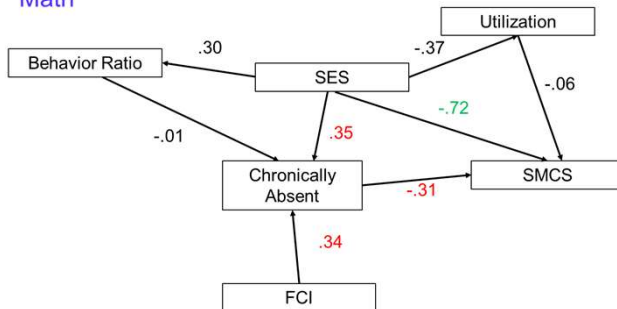 Math
Utilization
.30
-.37
Behavior Ratio
SES
-.06
-.72
-.01
.35
Chronically
Absent
SMCS
-.31
.34
FCI